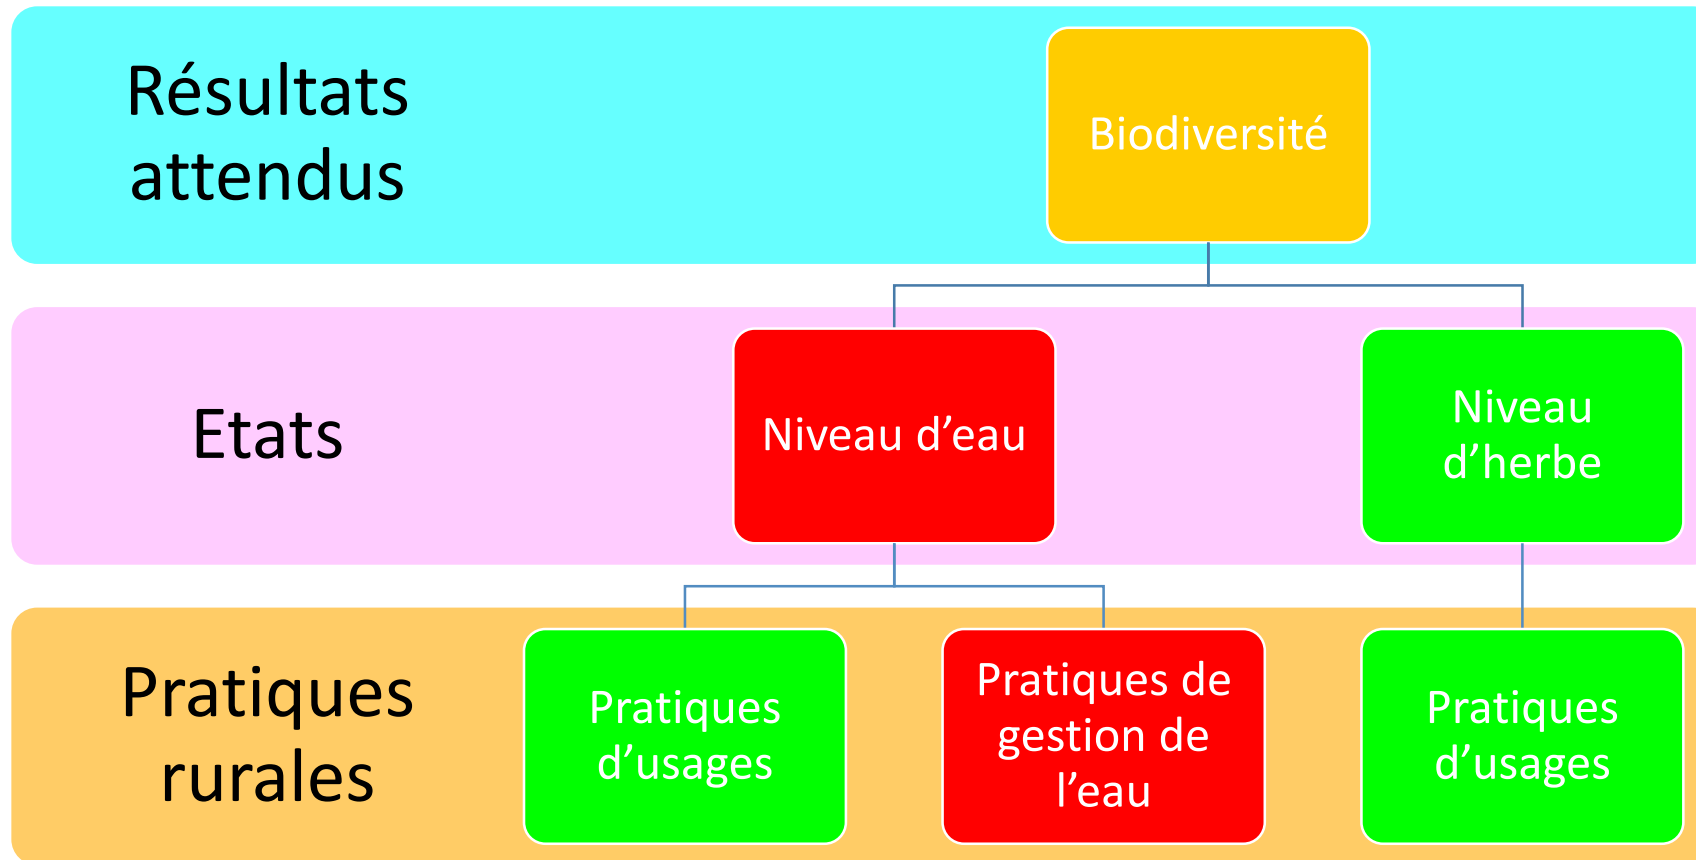 Résultats
attendus
Biodiversité
Etats
Niveau d’eau
Niveau
d’herbe
Pratiques
rurales
Pratiques
d’usages
Pratiques de
gestion de
l’eau
Pratiques
d’usages